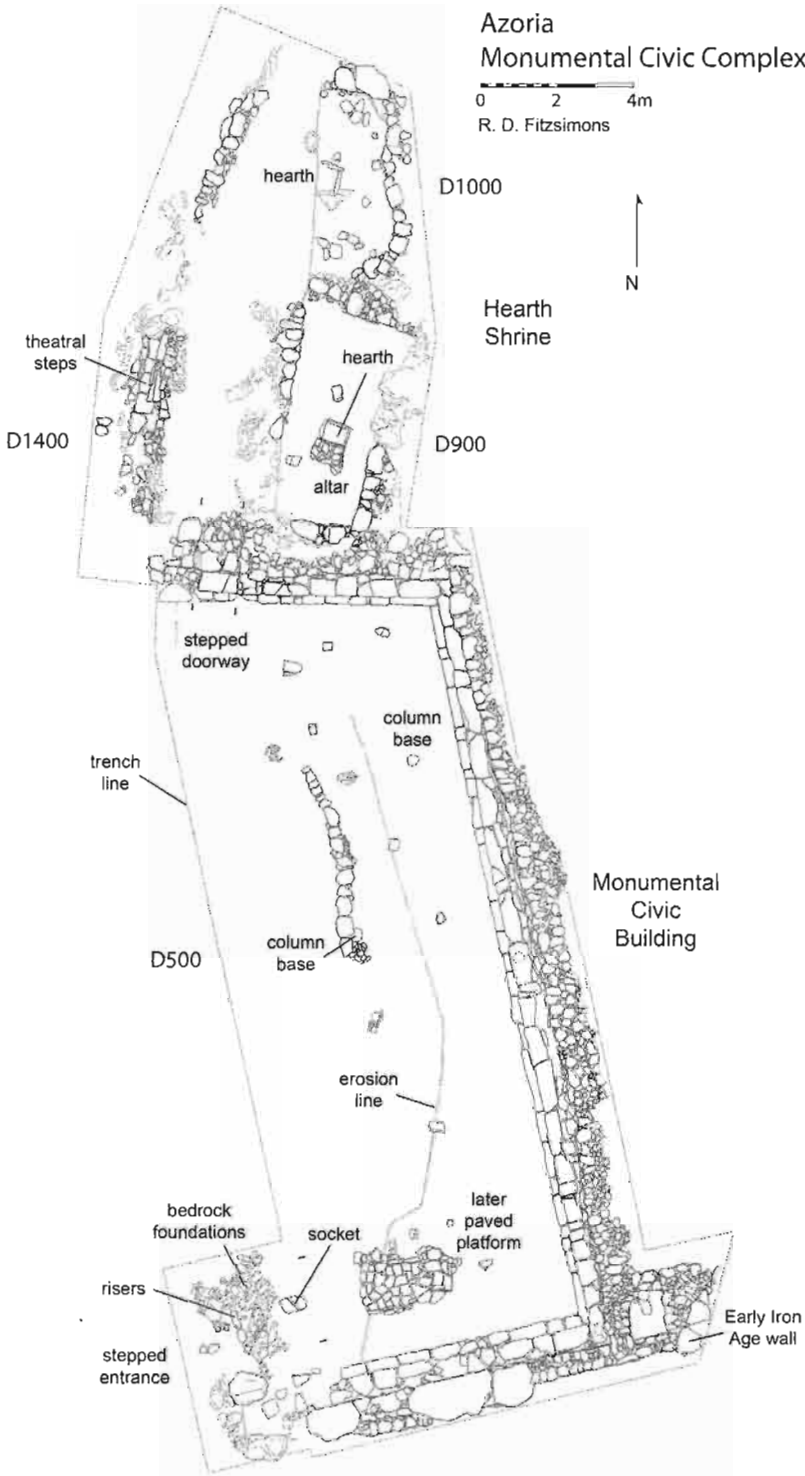 Azoria
Monumental Civic Complex
0 2 4m
R. D. Fitzsimons
hearth
D1000
N
Hearth
Shrine
theatral
steps
hearth
D1400
D900
altar
stepped
doorway
column
base
trench
line
Monumental
Civic
Building
column
base
D500
erosion
line
bedrock
foundations
socket
later
paved
platform
risers
stepped
entrance
Early Iron
Age wall